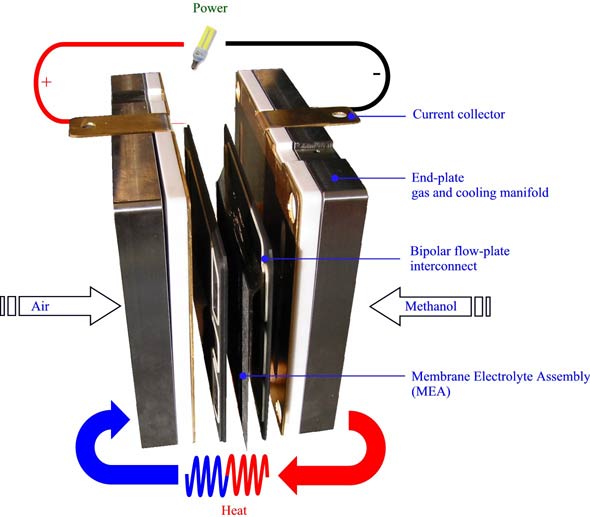 Power
+
-
Current collector
End-plate
gas and cooling manifold
Bipolar flow-plate
interconnect
Air
Methanol
Membrane Electrolyte Assembly
(MEA)
Heat